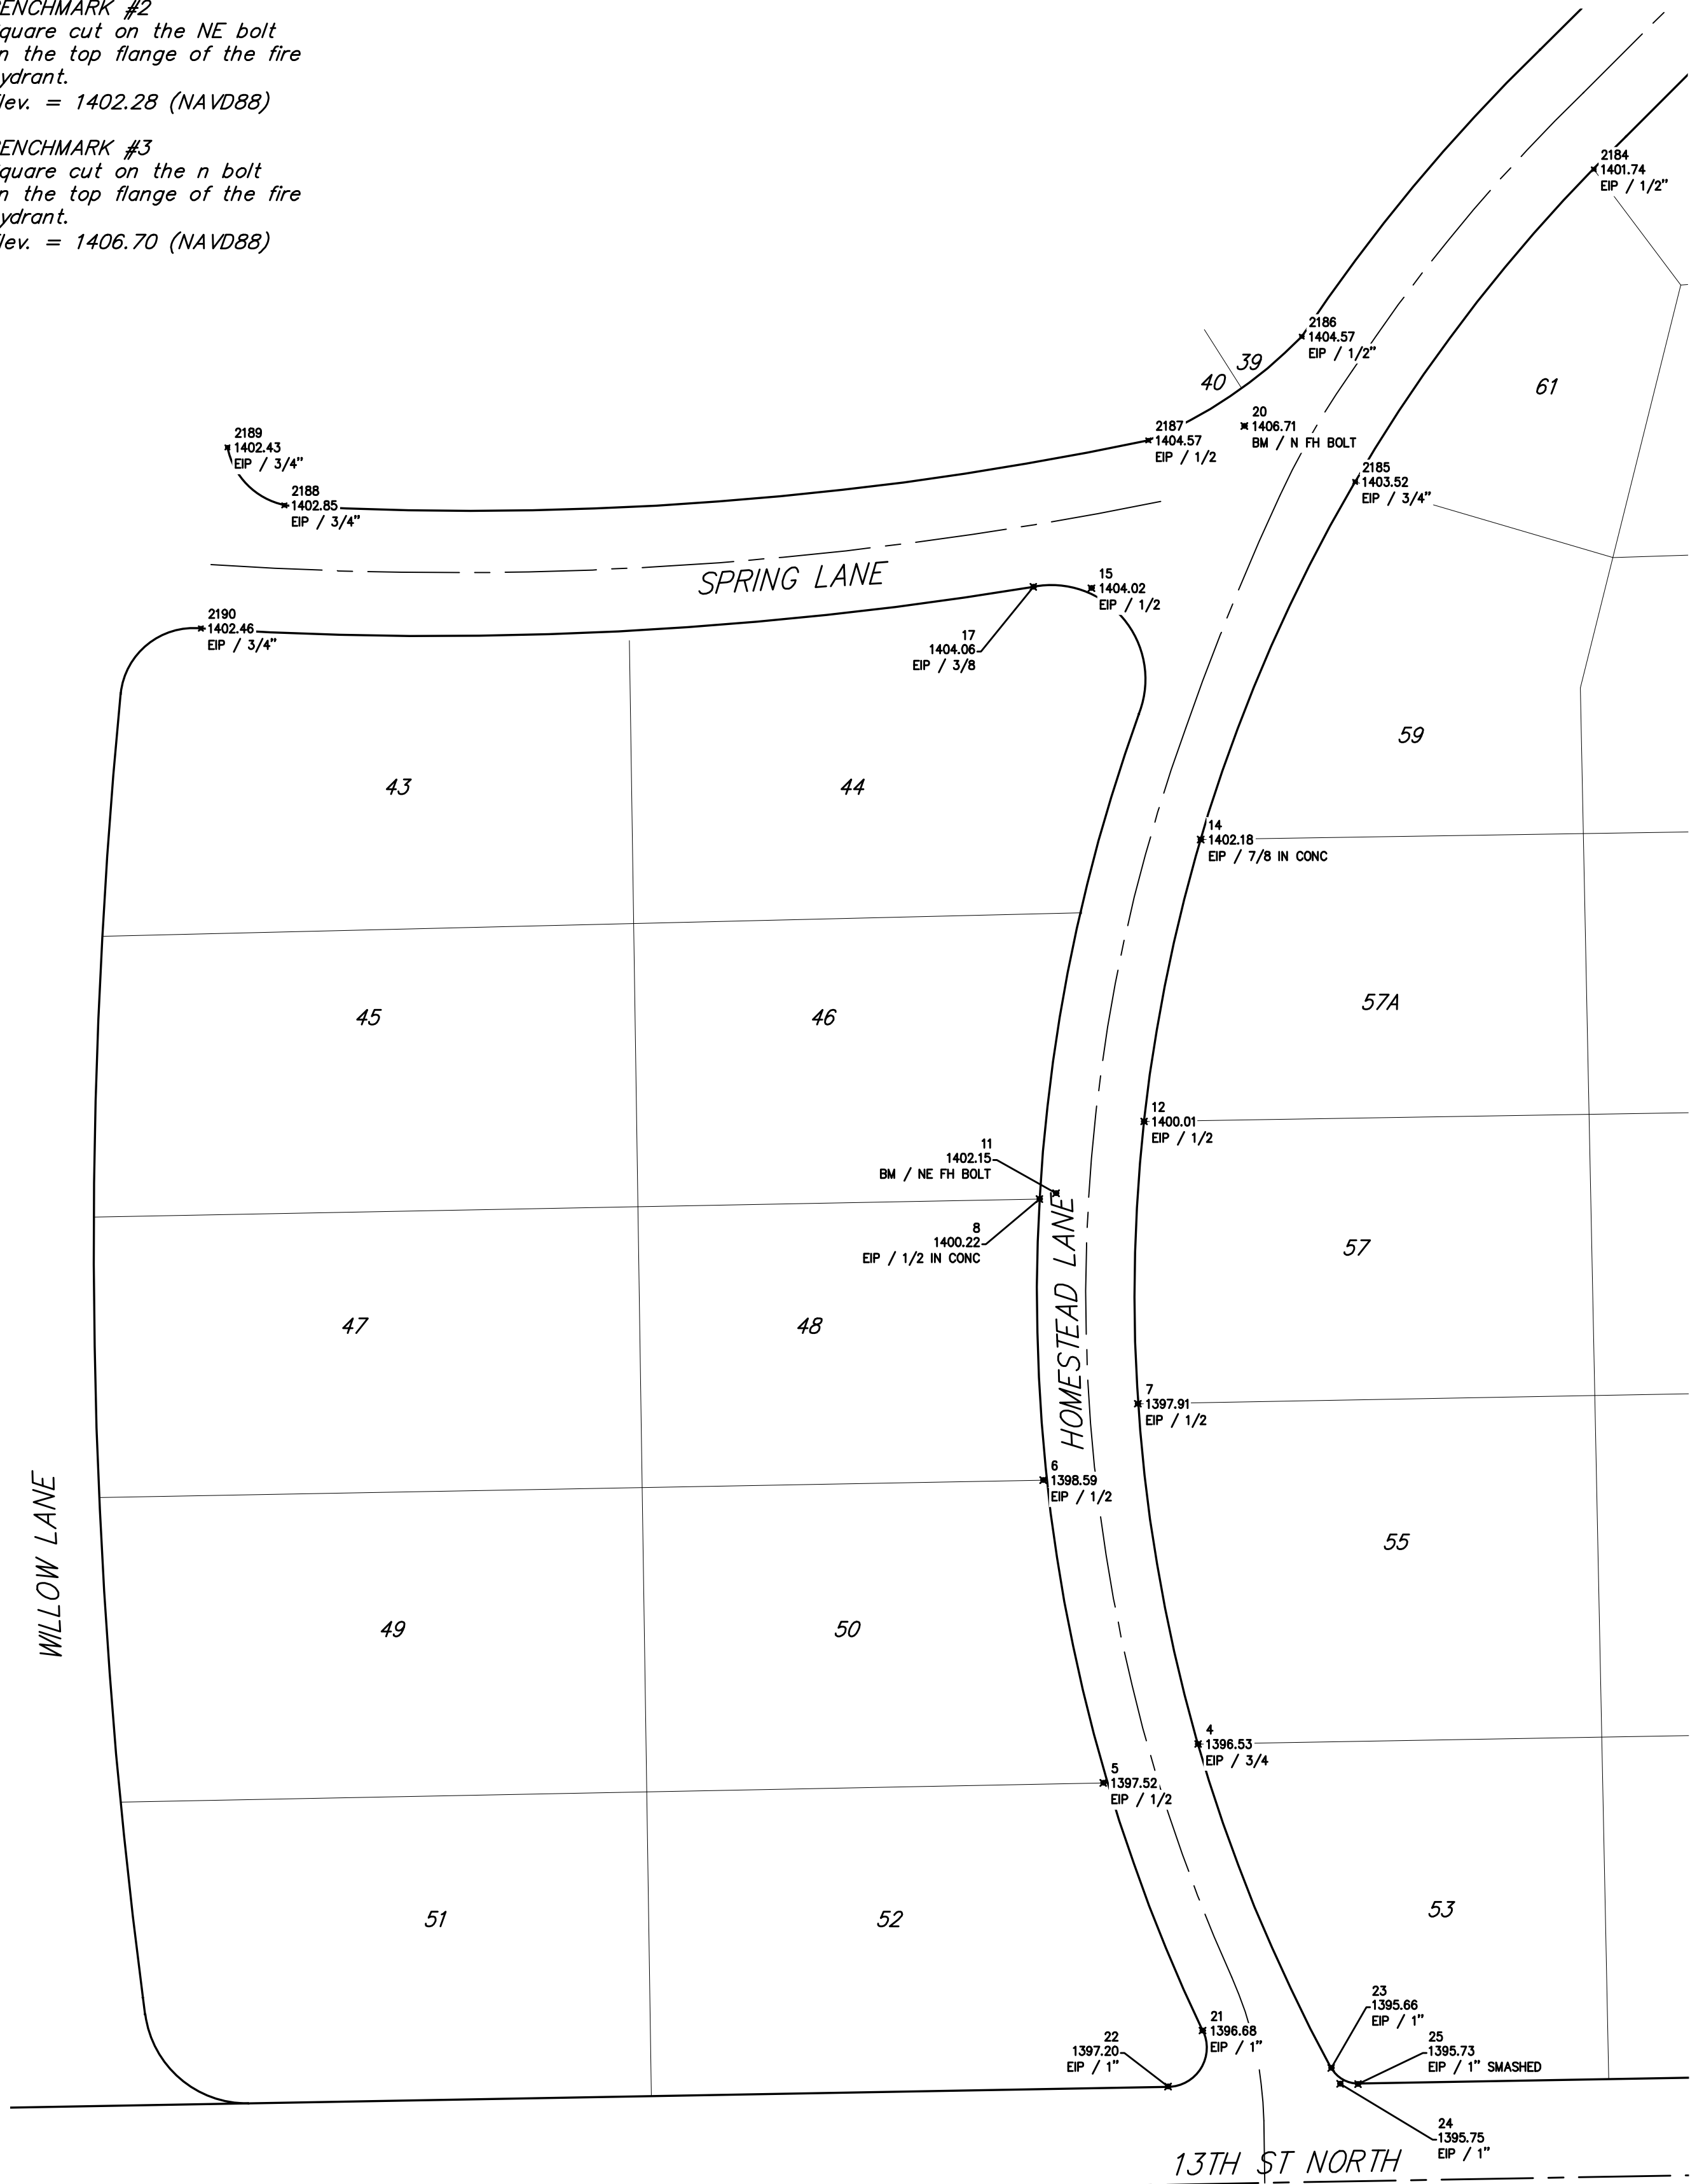 ENCHMARK #2
quare cut on the NE bolt
n the top flange of the fire
ydrant.
lev. = 1402.28 (NAVD88)
ENCHMARK #3
quare cut on the n bolt
n the top flange of the fire
ydrant.
lev. = 1406.70 (NAVD88)
2184
1401.74
EIP / 1/2"
2186
1404.57
EIP / 1/2"
39
40
61
20
1406.71
BM / N FH BOLT
2187
1404.57
EIP / 1/2
2189
1402.43
EIP / 3/4"
2185
1403.52
EIP / 3/4"
2188
1402.85
EIP / 3/4"
SPRING LANE
15
1404.02
EIP / 1/2
2190
1402.46
EIP / 3/4"
17
1404.06
EIP / 3/8
59
43
44
14
1402.18
EIP / 7/8 IN CONC
57A
45
46
12
1400.01
EIP / 1/2
11
1402.15
BM / NE FH BOLT
8
1400.22
EIP / 1/2 IN CONC
HOMESTEAD LANE
57
47
48
7
1397.91
EIP / 1/2
6
1398.59
EIP / 1/2
WILLOW LANE
55
49
50
4
1396.53
EIP / 3/4
5
1397.52
EIP / 1/2
53
51
52
23
1395.66
EIP / 1"
21
1396.68
EIP / 1"
22
1397.20
EIP / 1"
25
1395.73
EIP / 1" SMASHED
24
1395.75
EIP / 1"
13TH ST NORTH